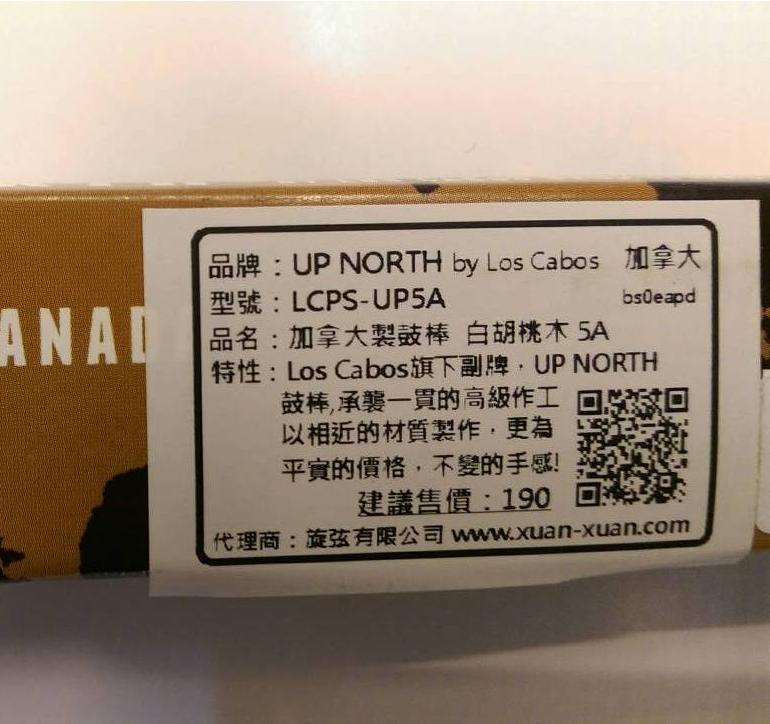 ANAD
品牌：UP NORTH by Los Cabos 加拿大
型號：LCPS-UP5A bs0eapd
品名：加拿大製鼓棒 白胡桃木 5A
特性：Los Cabos旗下副牌，UP NORTH
鼓棒,承襲一貫的高級作工
以相近的材質製作，更為
平實的價格，不變的手感!
建議售價：190
代理商：旋弦有限公司 www.xuan-xuan.com